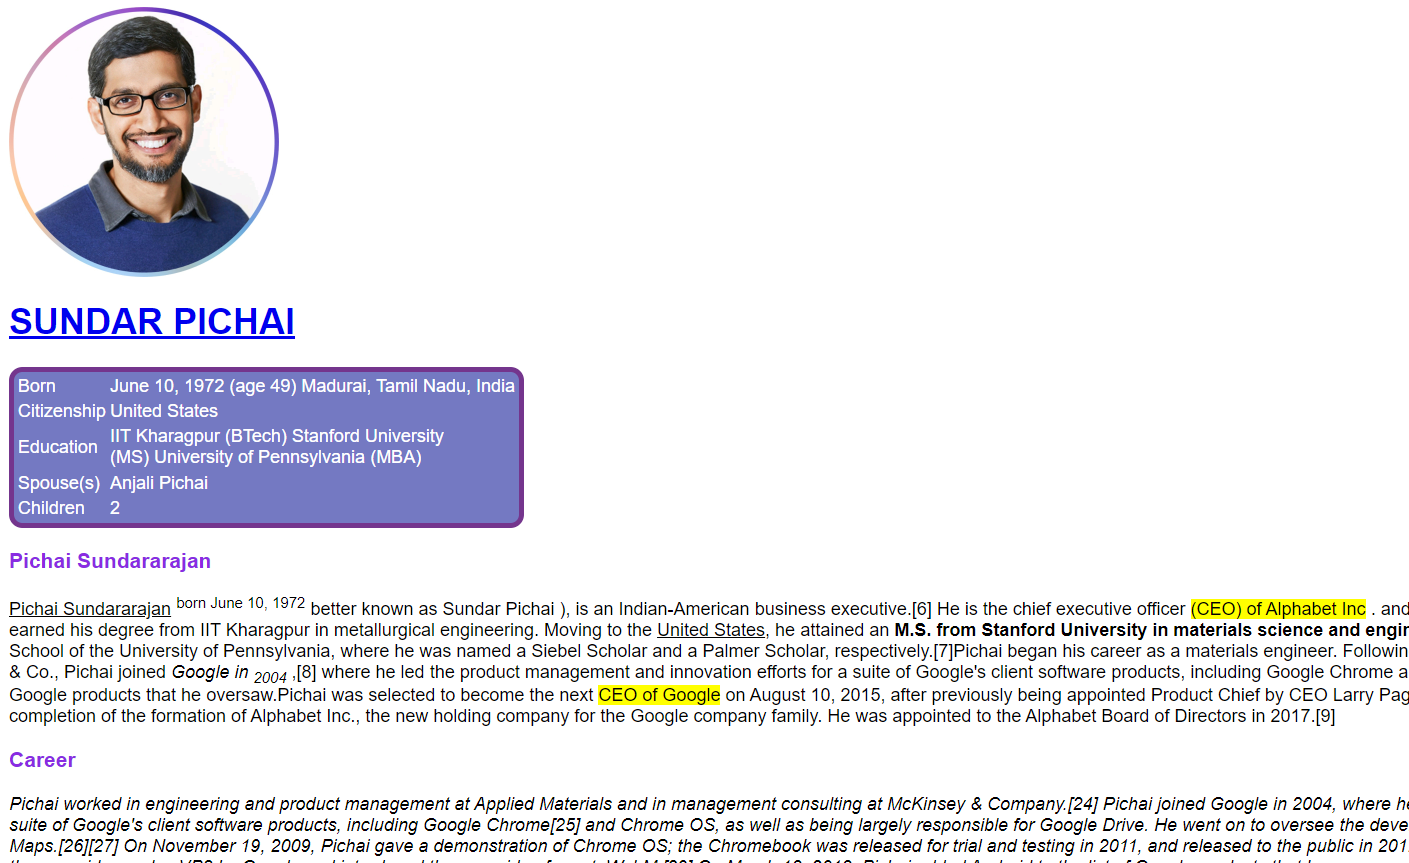 SUNDAR PICHAI
Born June 10, 1972 (age 49) Madurai, Tamil Nadu, India
Citizenship United States
Education IIT Kharagpur (BTech) Stanford University
(MS) University of Pennsylvania (MBA)
Spouse(s) Anjali Pichai
Children 2
Pichai Sundararajan
Pichai Sundararajan born June 10, 1972 better known as Sundar Pichai ), is an Indian-American business executive.[6] He is the chief executive officer (CEO) of Alphabet Inc . and
earned his degree from IIT Kharagpur in metallurgical engineering. Moving to the United States, he attained an M.S. from Stanford University in materials science and engin
School of the University of Pennsylvania, where he was named a Siebel Scholar and a Palmer Scholar, respectively.[7]Pichai began his career as a materials engineer. Followin
& Co., Pichai joined Google in 2004 ,[8] where he led the product management and innovation efforts for a suite of Google's client software products, including Google Chrome a
Google products that he oversaw.Pichai was selected to become the next CEO of Google on August 10, 2015, after previously being appointed Product Chief by CEO Larry Pag
completion of the formation of Alphabet Inc., the new holding company for the Google company family. He was appointed to the Alphabet Board of Directors in 2017.[9]
Career
Pichai worked in engineering and product management at Applied Materials and in management consulting at McKinsey & Company.[24] Pichai joined Google in 2004, where he
suite of Google's client software products, including Google Chrome[25] and Chrome OS, as well as being largely responsible for Google Drive. He went on to oversee the deve
Maps.[26][27] On November 19, 2009, Pichai gave a demonstration of Chrome OS; the Chromebook was released for trial and testing in 2011, and released to the public in 201